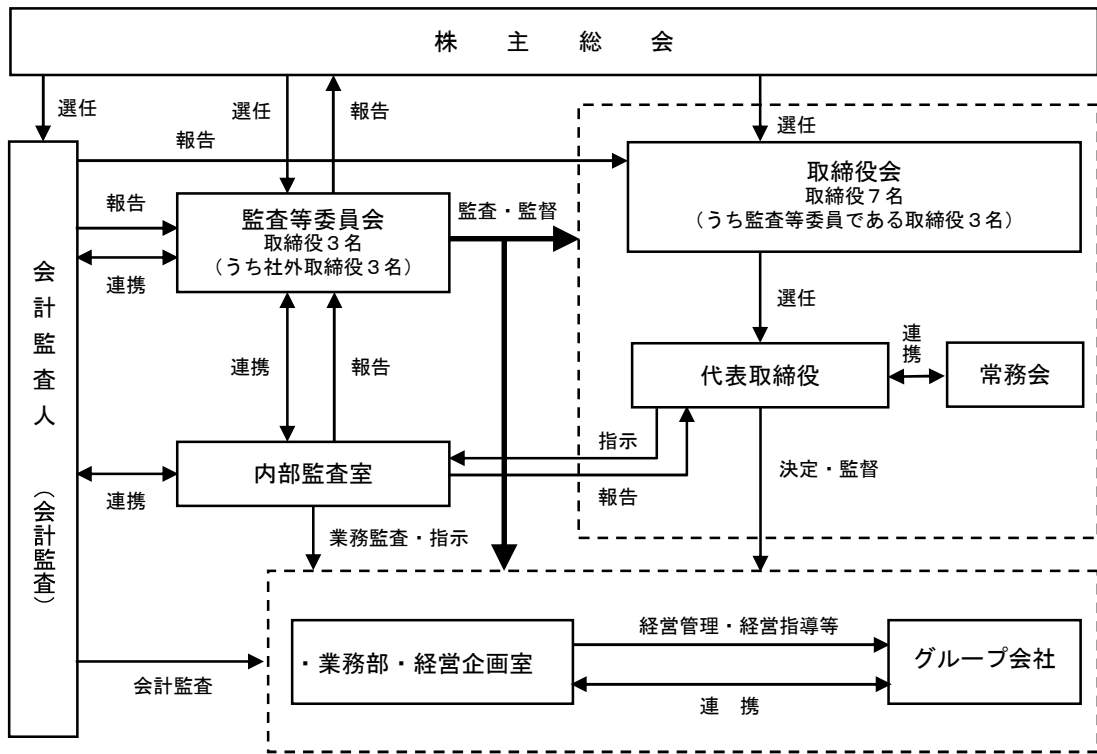 株　主　総　会
選任
選任
報告
選任
報告
取締役会
取締役７名
（うち監査等委員である取締役３名）
報告
監査等委員会
取締役３名
（うち社外取締役３名）
監査・監督
連携
会計監査人　（会計監査）
選任
連携
報告
代表取締役
連携
常務会
指示
内部監査室
報告
決定・監督
連携
業務監査・指示
経営管理・経営指導等
・業務部・経営企画室
グループ会社
会計監査
連　携